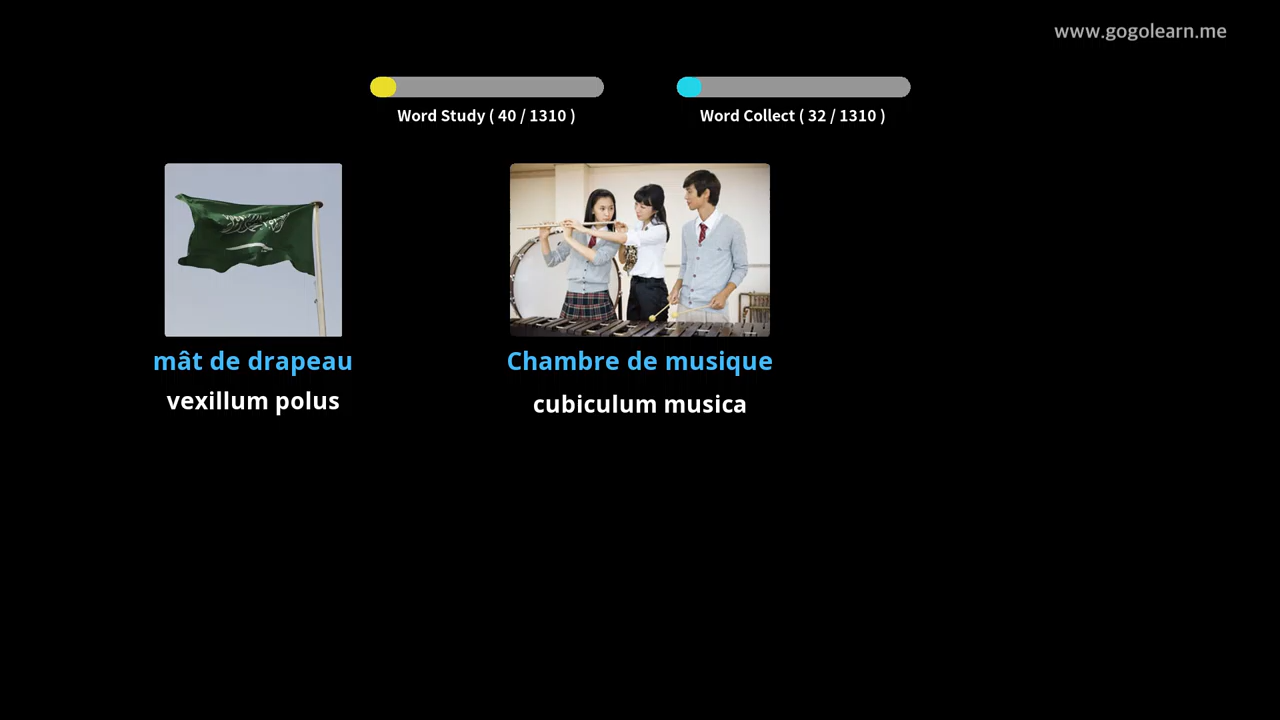 www.gogolearn.me
Word Study ( 40 / 1310 )
Word Collect ( 32 / 1310 )
mât de drapeau
vexillum polus
Chambre de musique
cubiculum musica